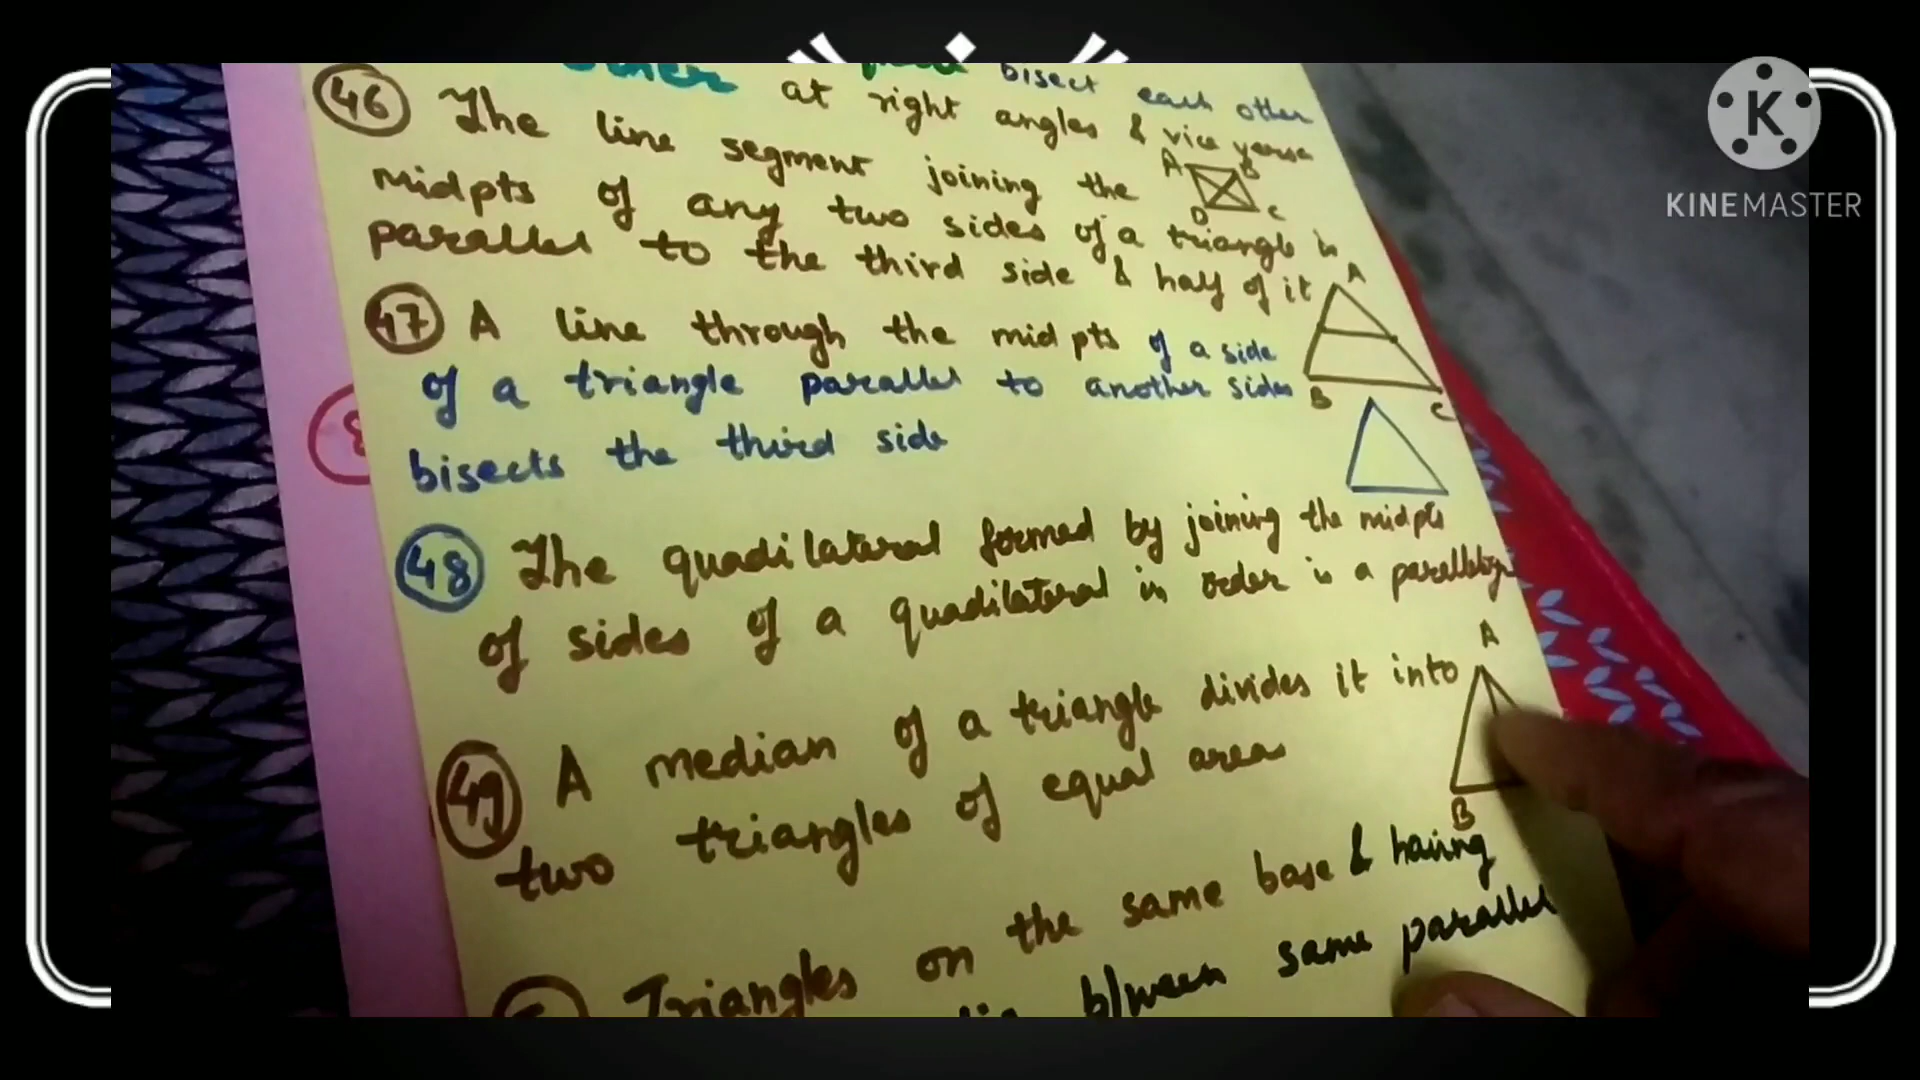 bisect each other
at right angles & vice versa
46 The line segment joining the
midpts of any two sides of a triangle is
parallel to the third side & half of it
A B
D C
A
B C
47 A line through the mid pts of a side
of a triangle parallel to another sides
bisects the third side
48 The quadilateral formed by joining the midpts
of sides of a quadilateral in order is a
49 A median of a triangle divides it into
two triangles of equal areas
A
B
Triangles on the same base & having
b/ween same parallel
K
KINEMASTER